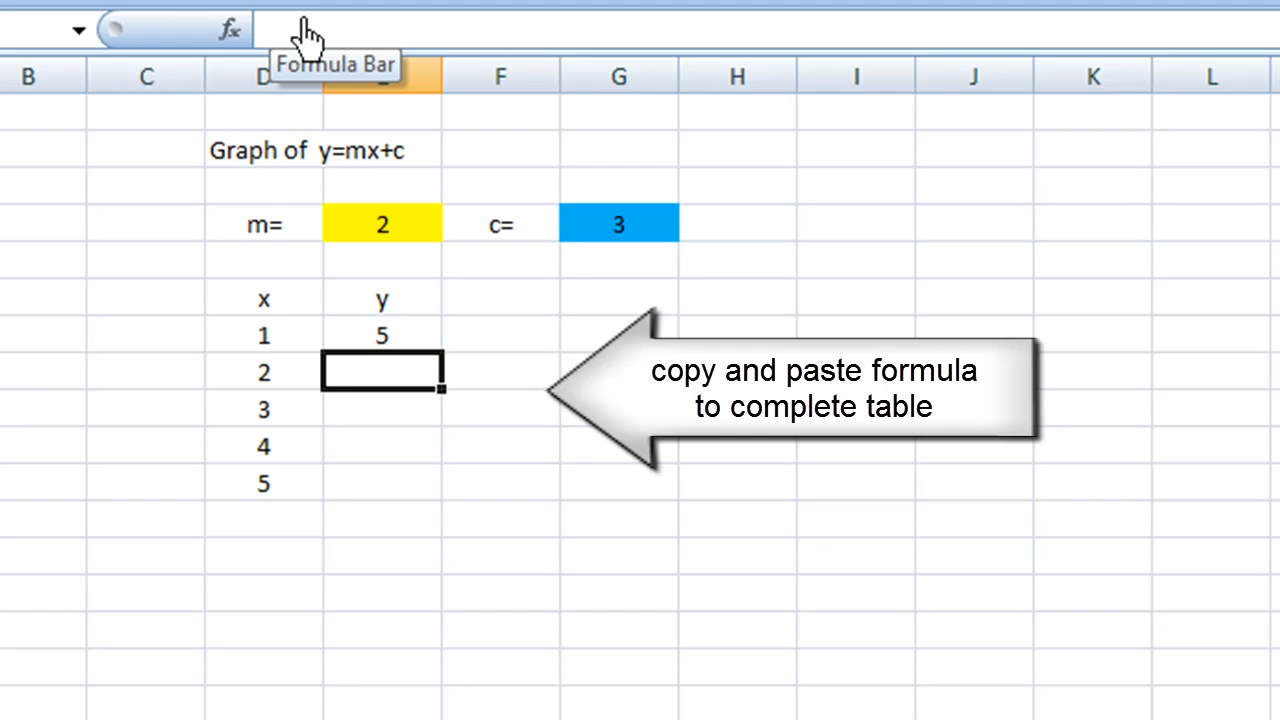 fx
Formula Bar
B C D E F G H I J K L
Graph of y=mx+c
m= 2 c= 3
x y
1 5
2
3
4
5
copy and paste formula
to complete table